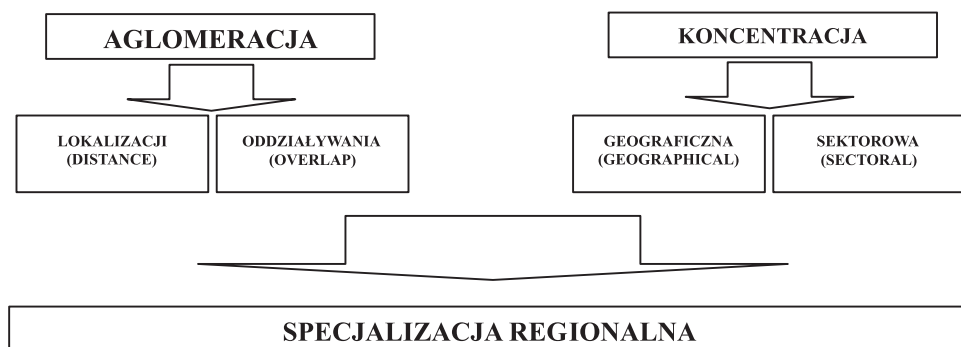 AGLOMERACJA
KONCENTRACJA
LOKALIZACJI
(DISTANCE)
ODDZIAŁYWANIA
(OVERLAP)
GEOGRAFICZNA
(GEOGRAPHICAL)
SEKTOROWA
(SECTORAL)
SPECJALIZACJA REGIONALNA